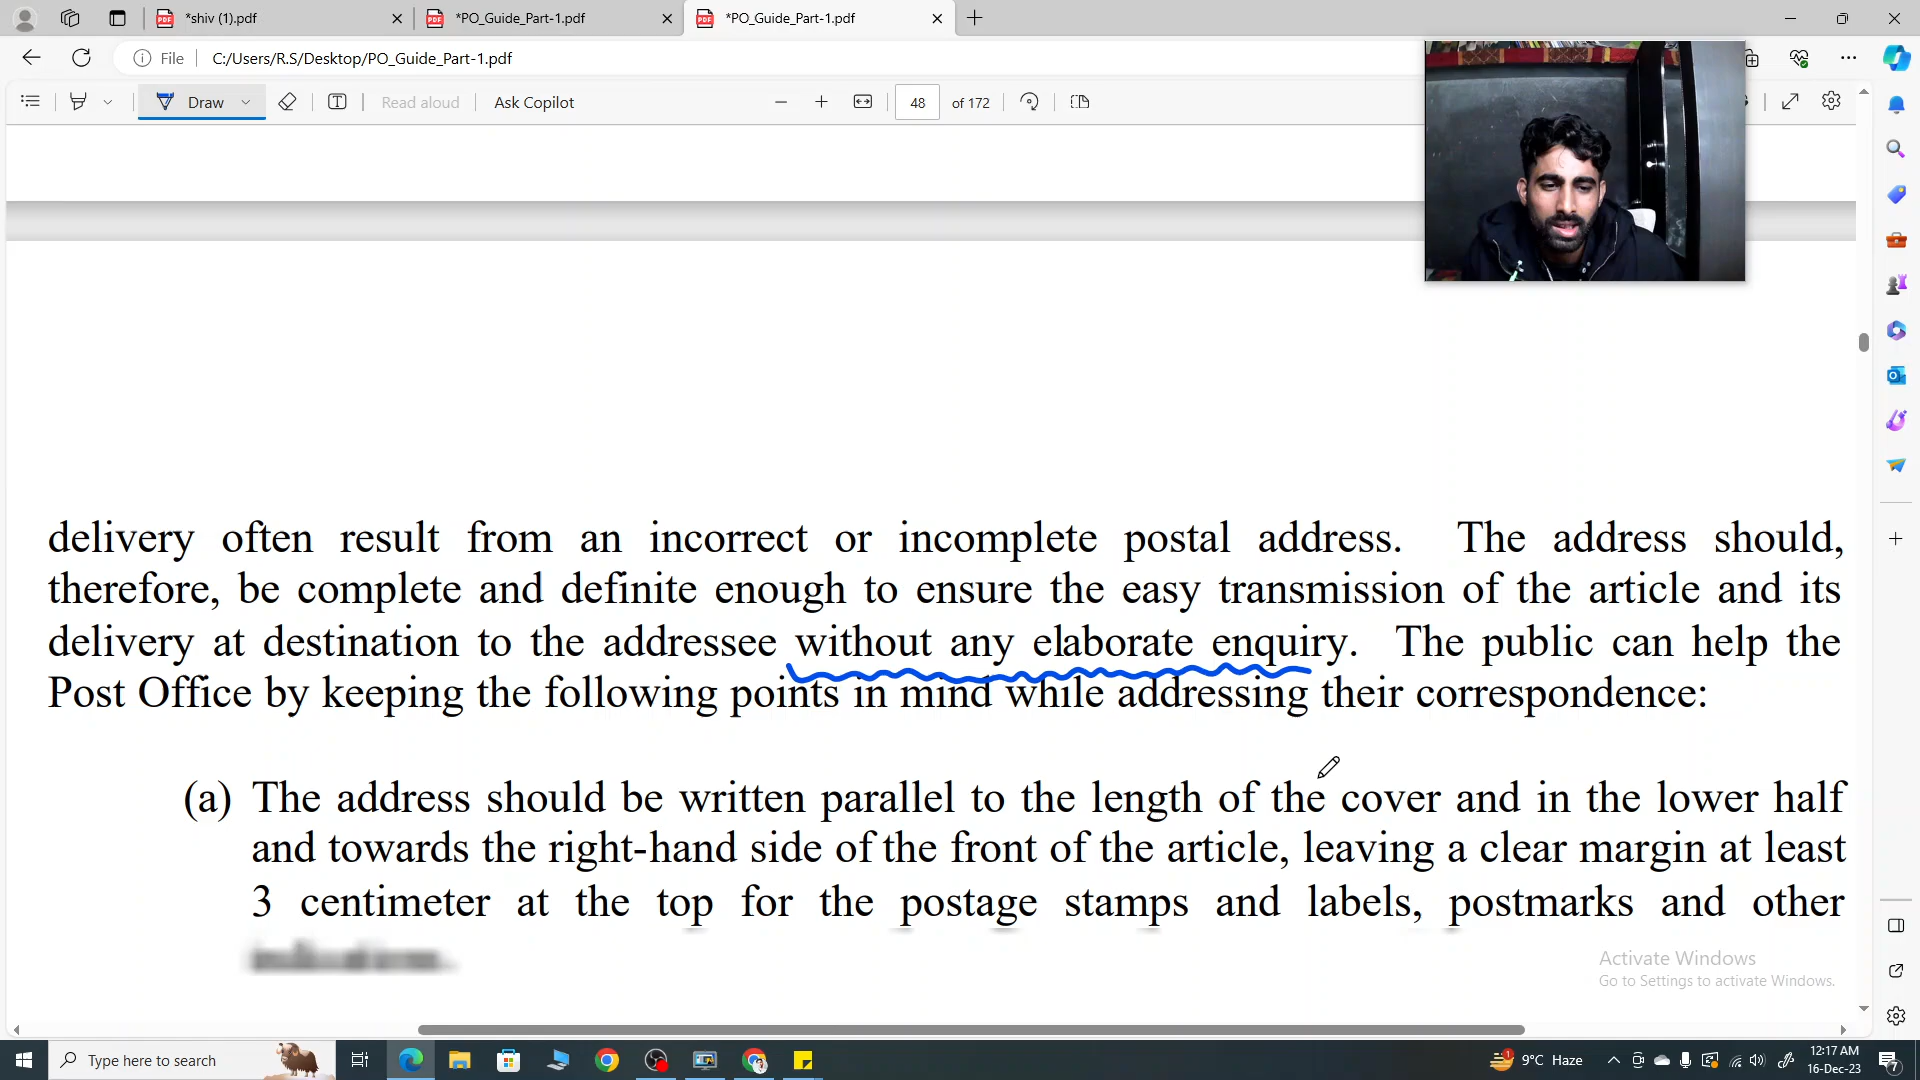 *shiv (1).pdf
*PO_Guide_Part-1.pdf
*PO_Guide_Part-1.pdf
File
C:/Users/R.S/Desktop/PO_Guide_Part-1.pdf
Draw
Read aloud
Ask Copilot
48
of 172
delivery often result from an incorrect or incomplete postal address. The address should,
therefore, be complete and definite enough to ensure the easy transmission of the article and its
delivery at destination to the addressee without any elaborate enquiry. The public can help the
Post Office by keeping the following points in mind while addressing their correspondence:
(a) The address should be written parallel to the length of the cover and in the lower half
and towards the right-hand side of the front of the article, leaving a clear margin at least
3 centimeter at the top for the postage stamps and labels, postmarks and other
Activate Windows
Go to Settings to activate Windows.
Type here to search
1
9°C Haze
12:17 AM
16-Dec-23
7